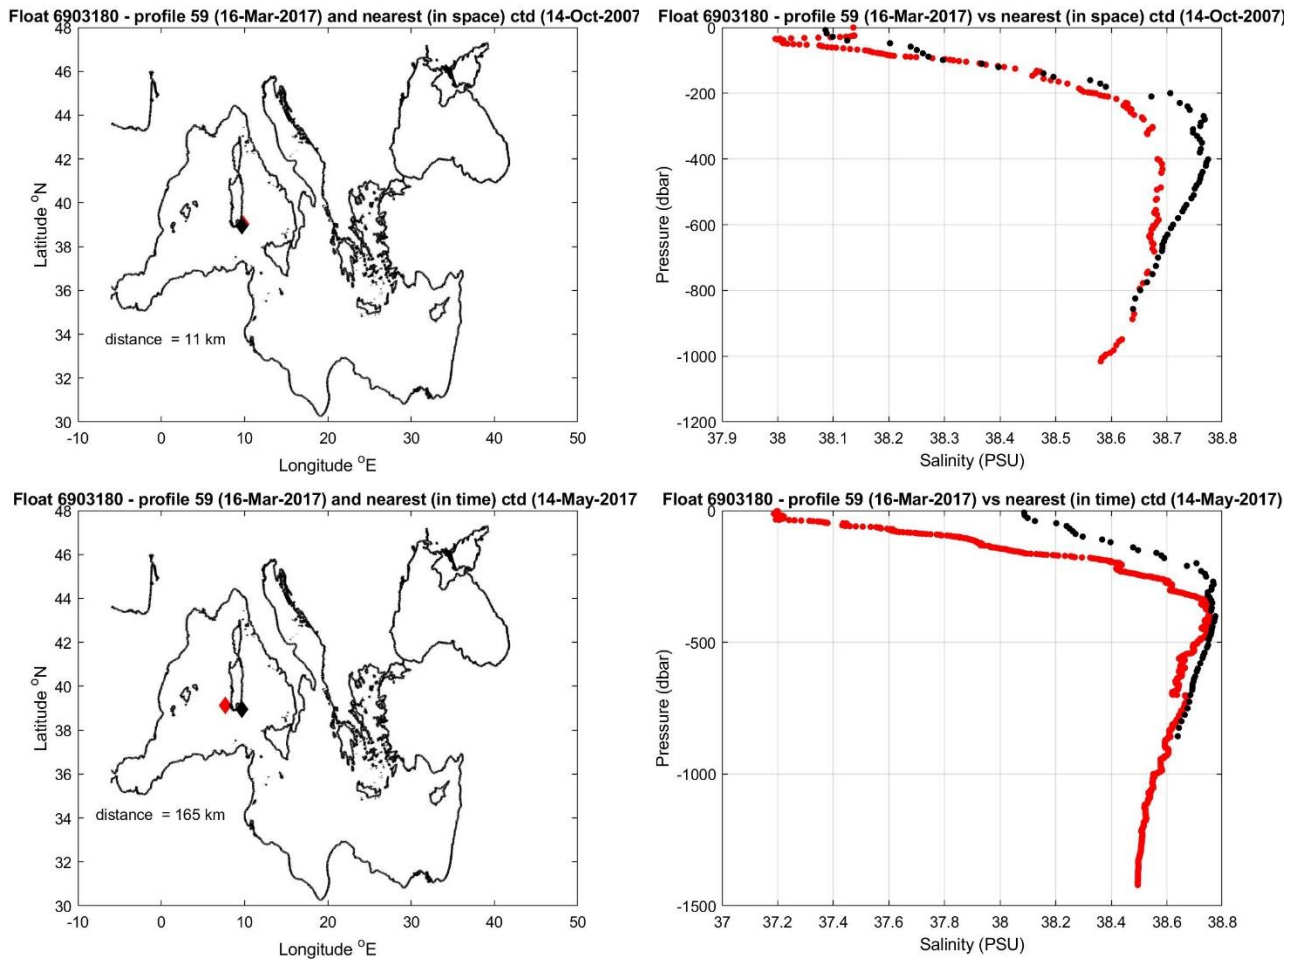 Float 6903180 - profile 59 (16-Mar-2017) and nearest (in space) ctd (14-Oct-2007
48
46
44
42
40
38
36
34
32
30
Latitude °N
distance = 11 km
-10 0 10 20 30 40 50
Longitude °E
Float 6903180 - profile 59 (16-Mar-2017) vs nearest (in space) ctd (14-Oct-2007)
0
-200
-400
-600
-800
-1000
-1200
Pressure (dbar)
37.9 38 38.1 38.2 38.3 38.4 38.5 38.6 38.7 38.8
Salinity (PSU)
Float 6903180 - profile 59 (16-Mar-2017) and nearest (in time) ctd (14-May-2017
48
46
44
42
40
38
36
34
32
30
Latitude °N
distance = 165 km
-10 0 10 20 30 40 50
Longitude °E
Float 6903180 - profile 59 (16-Mar-2017) vs nearest (in time) ctd (14-May-2017)
0
-500
-1000
-1500
Pressure (dbar)
37 37.2 37.4 37.6 37.8 38 38.2 38.4 38.6 38.8
Salinity (PSU)